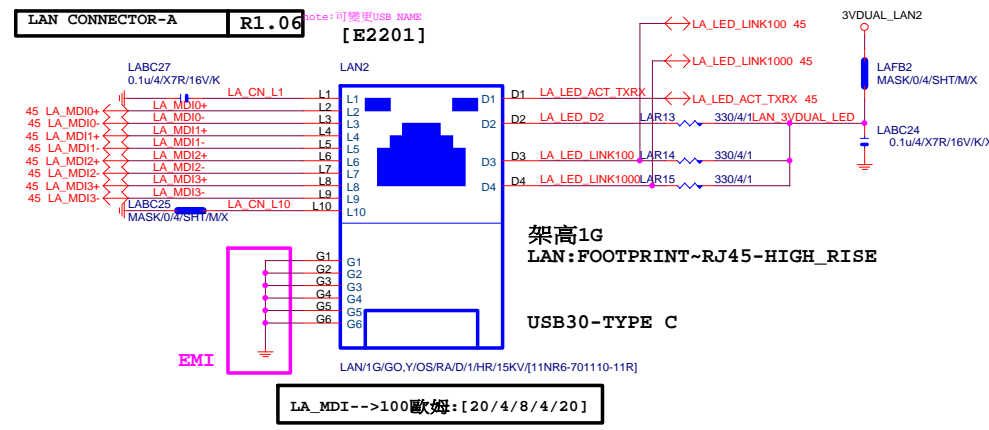 LAN CONNECTOR-A
R1.06
note:可變更USB NAME
[E2201]
LA_LED_LINK100 45
3VDUAL_LAN2
LABC27
0.1u/4/X7R/16V/K
LAN2
LA_LED_LINK1000 45
LAFB2
MASK/0/4/SHT/M/X
LA_CN_L1 L1 L1
D1 D1 LA_LED_ACT_TXRX
LA_LED_ACT_TXRX 45
45 LA_MDI0+ LA_MDI0+ L2 L2
45 LA_MDI0- LA_MDI0- L3 L3
D2 D2 LA_LED_D2 LAR13 330/4/1 LAN_3VDUAL_LED
45 LA_MDI1+ LA_MDI1+ L4 L4
LABC24
0.1u/4/X7R/16V/K/X
45 LA_MDI1- LA_MDI1- L5 L5
45 LA_MDI2+ LA_MDI2+ L6 L6
D3 D3 LA_LED_LINK100 LAR14 330/4/1
45 LA_MDI2- LA_MDI2- L7 L7
45 LA_MDI3+ LA_MDI3+ L8 L8
D4 D4 LA_LED_LINK1000 LAR15 330/4/1
45 LA_MDI3- LA_MDI3- L9 L9
LABC25 LA_CN_L10 L10 L10
MASK/0/4/SHT/M/X
架高1G
LAN:FOOTPRINT~RJ45-HIGH_RISE
G1 G1
G2 G2
G3 G3
G4 G4
G5 G5
G6 G6
USB30-TYPE C
EMI
LAN/1G/GO,Y/OS/RA/D/1/HR/15KV/[11NR6-701110-11R]
LA_MDI-->100歐姆:[20/4/8/4/20]